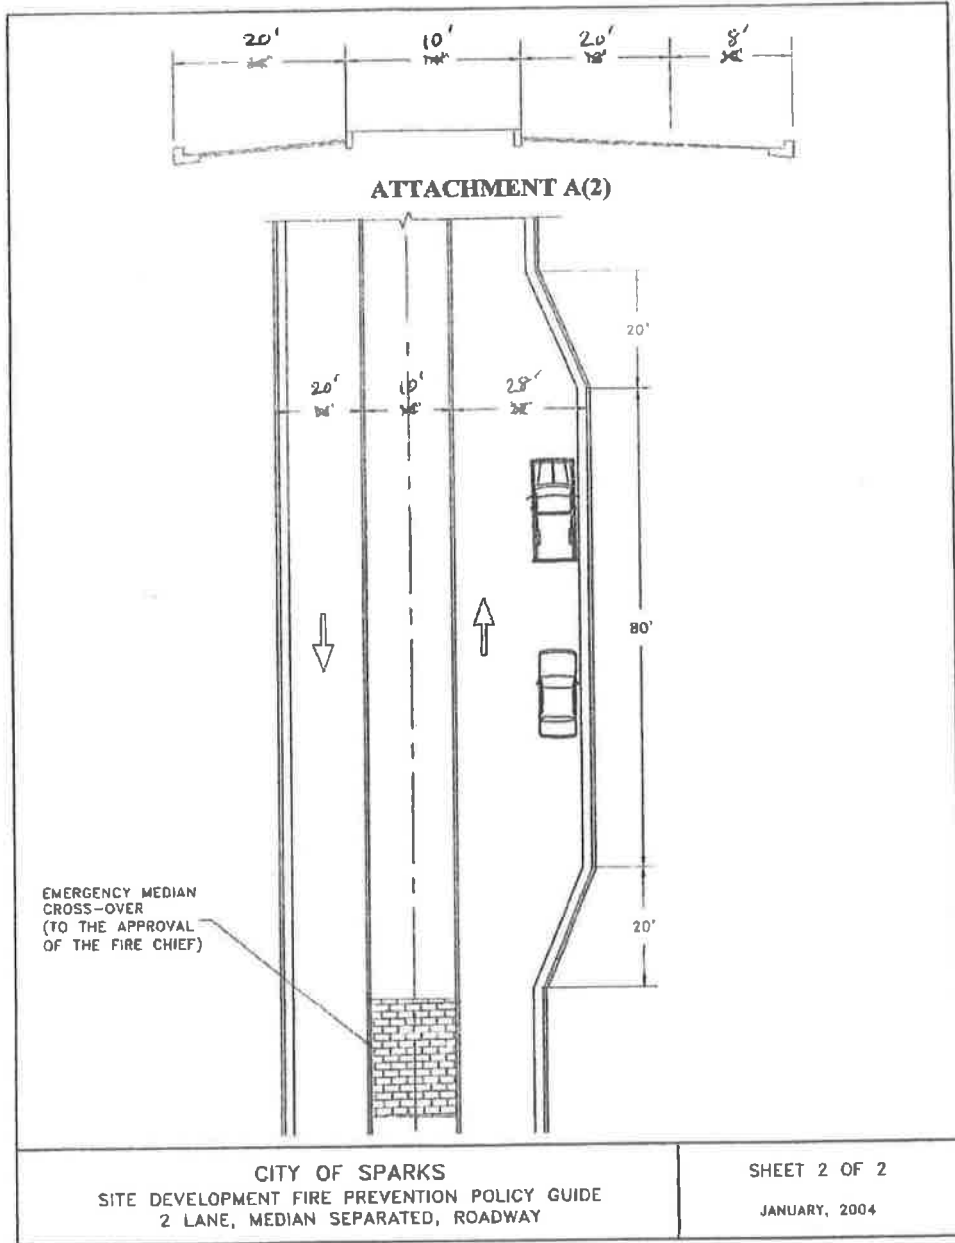 20' 10' 20' 8'
ATTACHMENT A(2)
20'
20' 10' 28'
80'
EMERGENCY MEDIAN
CROSS-OVER
(TO THE APPROVAL
OF THE FIRE CHIEF)
20'
CITY OF SPARKS
SITE DEVELOPMENT FIRE PREVENTION POLICY GUIDE
2 LANE, MEDIAN SEPARATED, ROADWAY
SHEET 2 OF 2
JANUARY, 2004